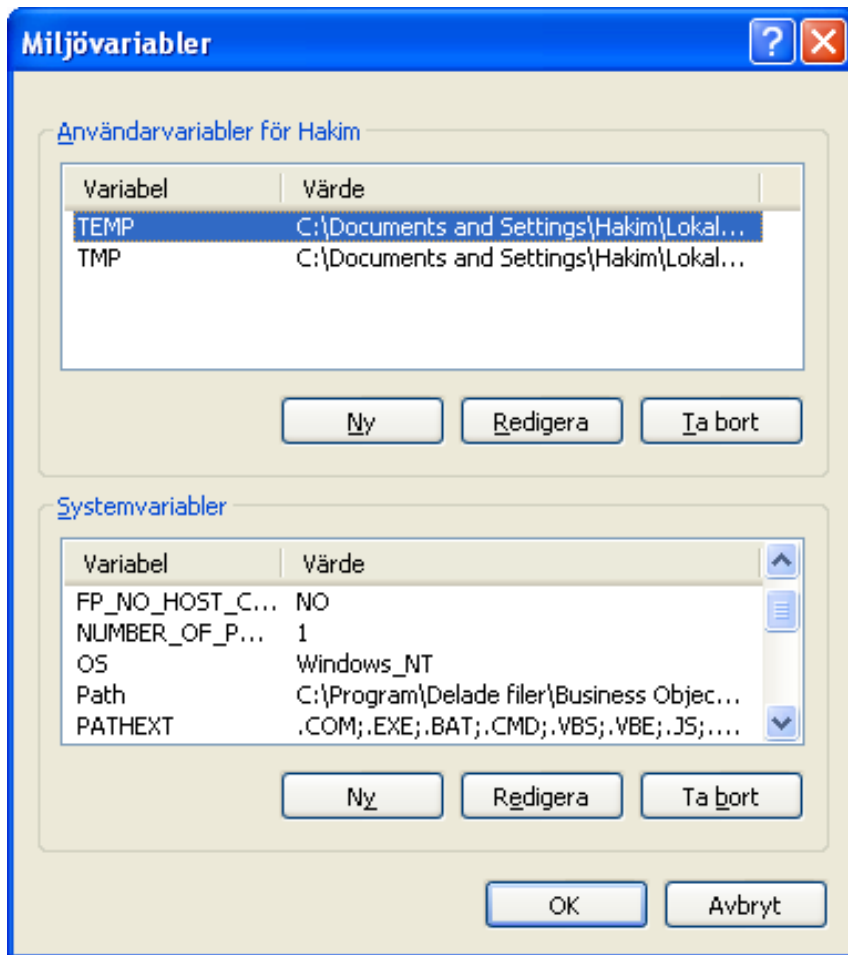 Miljövariabler
Användarvariabler för Hakim
Variabel Värde
TEMP C:\Documents and Settings\Hakim\Lokal...
TMP C:\Documents and Settings\Hakim\Lokal...
Ny Redigera Ta bort
Systemvariabler
Variabel Värde
FP_NO_HOST_C... NO
NUMBER_OF_P... 1
OS Windows_NT
Path C:\Program\Delade filer\Business Objec...
PATHEXT .COM;.EXE;.BAT;.CMD;.VBS;.VBE;.JS;....
Ny Redigera Ta bort
OK Avbryt